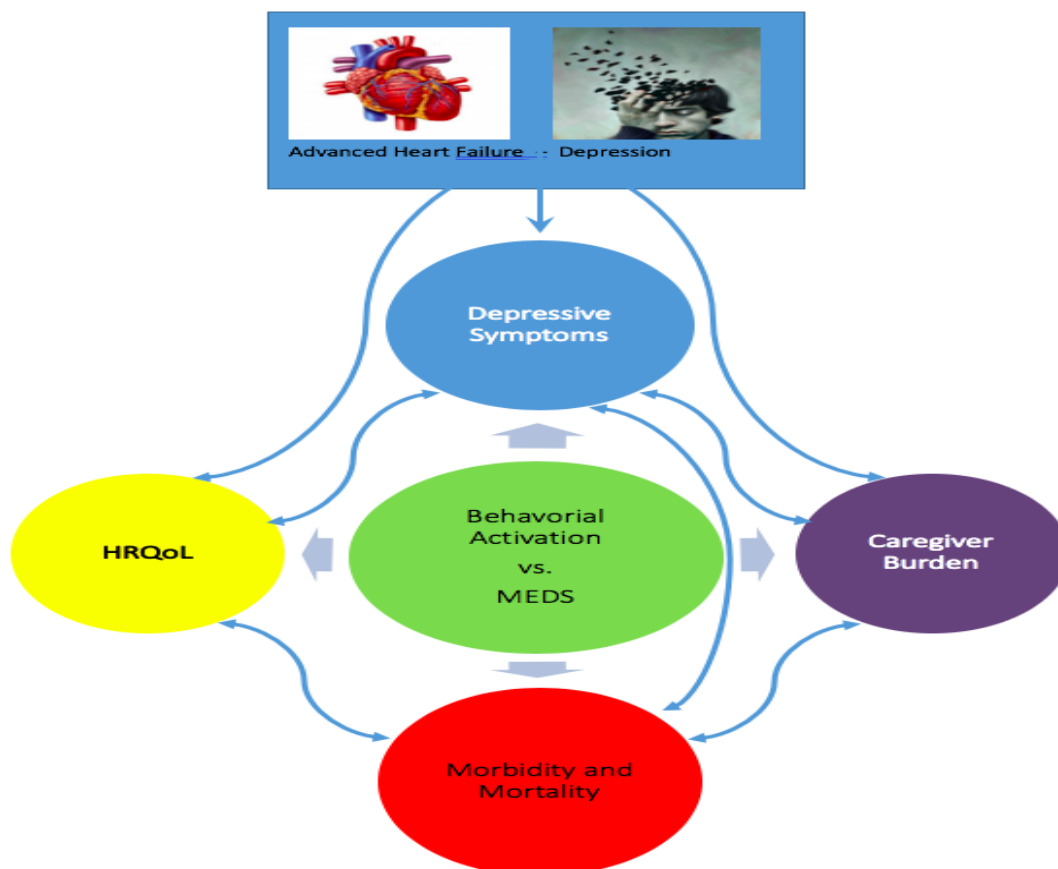 Advanced Heart Failure - Depression
Depressive
Symptoms
HRQoL
Behavorial
Activation
vs.
MEDS
Caregiver
Burden
Morbidity and
Mortality